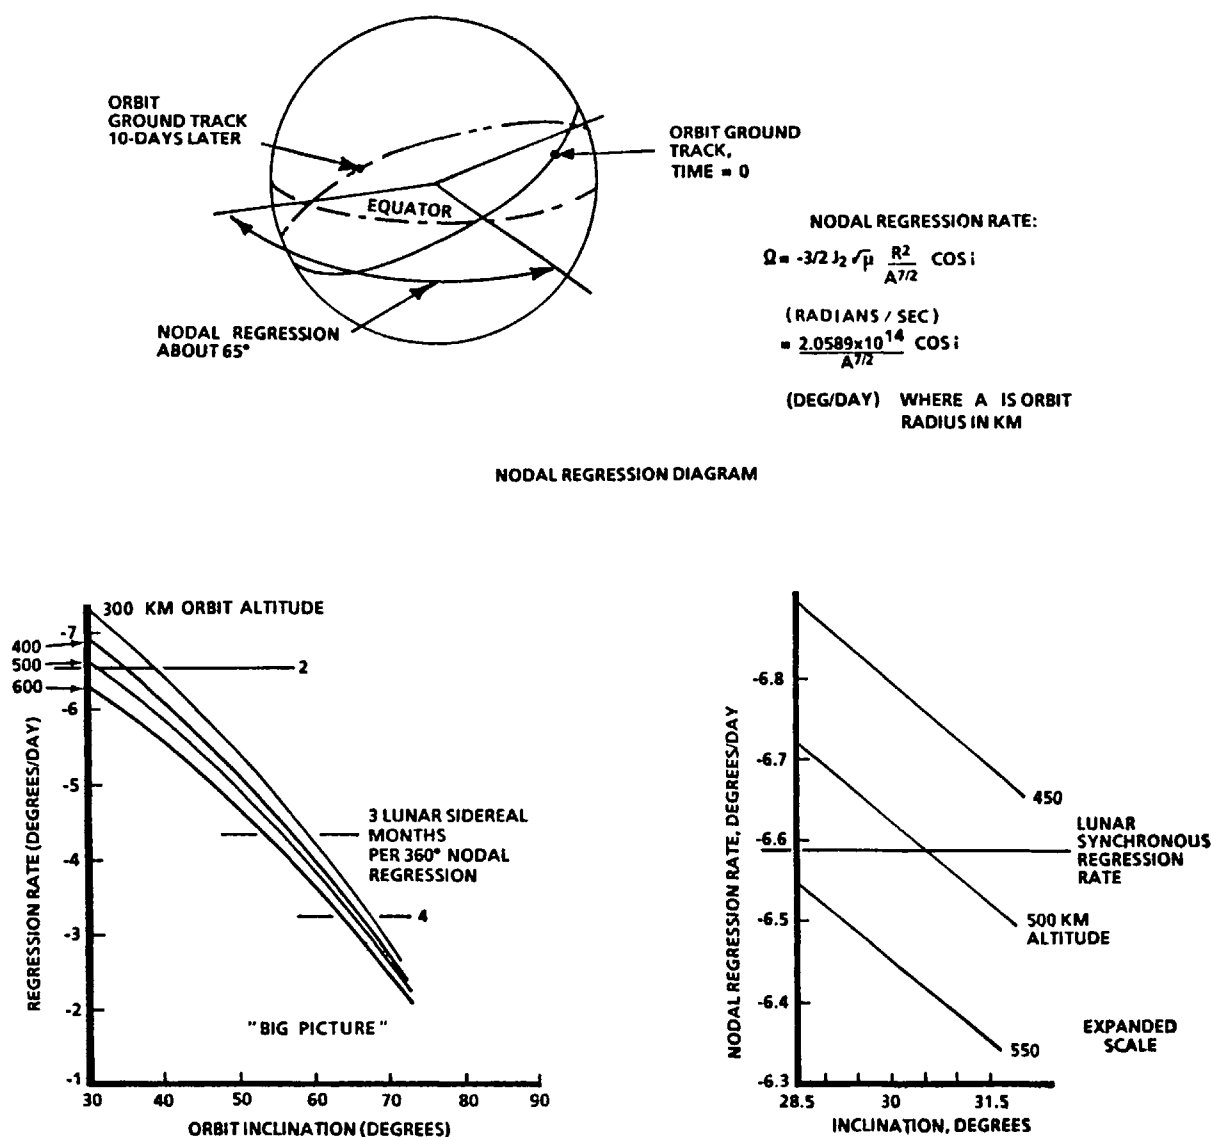 ORBIT
GROUND TRACK
10-DAYS LATER
ORBIT GROUND
TRACK,
TIME = 0
EQUATOR
NODAL REGRESSION
ABOUT 65°
NODAL REGRESSION RATE:
Ω = -3/2 J2 √μ R2/A7/2 COS i
(RADIANS / SEC)
= 2.0589x10 14/A7/2 COS i
(DEG/DAY) WHERE A IS ORBIT
RADIUS IN KM
NODAL REGRESSION DIAGRAM
300 KM ORBIT ALTITUDE
400
500
600
2
3 LUNAR SIDEREAL
MONTHS
PER 360° NODAL
REGRESSION
4
"BIG PICTURE"
REGRESSION RATE (DEGREES/DAY)
-7
-6
-5
-4
-3
-2
-1
30 40 50 60 70 80 90
ORBIT INCLINATION (DEGREES)
NODAL REGRESSION RATE, DEGREES/DAY
-6.8
-6.7
-6.6
-6.5
-6.4
-6.3
450
LUNAR
SYNCHRONOUS
REGRESSION
RATE
500 KM
ALTITUDE
550
EXPANDED
SCALE
28.5 30 31.5
INCLINATION, DEGREES